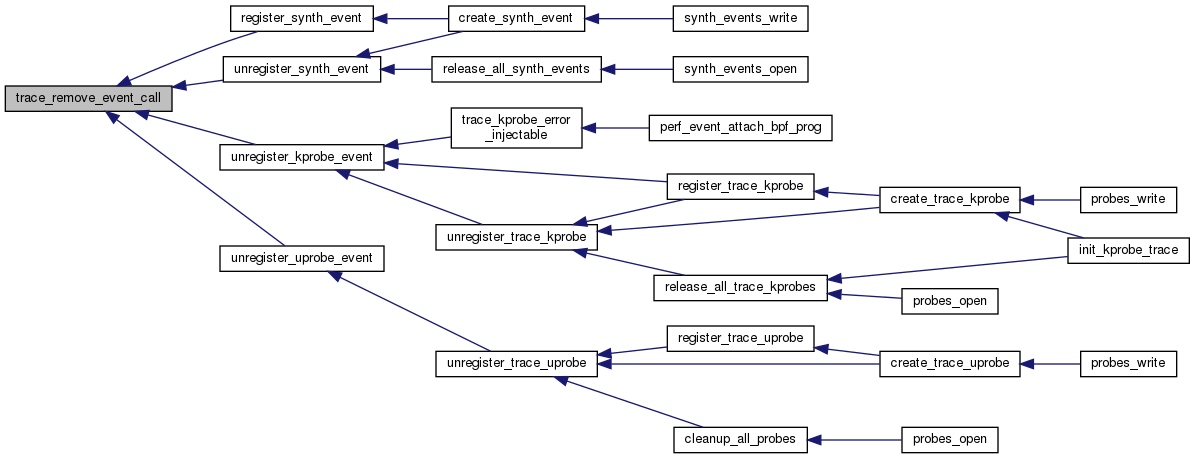 register_synth_event
create_synth_event
synth_events_write
unregister_synth_event
release_all_synth_events
synth_events_open
trace_remove_event_call
trace_kprobe_error
_injectable
perf_event_attach_bpf_prog
unregister_kprobe_event
register_trace_kprobe
create_trace_kprobe
probes_write
unregister_trace_kprobe
init_kprobe_trace
unregister_uprobe_event
release_all_trace_kprobes
probes_open
register_trace_uprobe
unregister_trace_uprobe
create_trace_uprobe
probes_write
cleanup_all_probes
probes_open